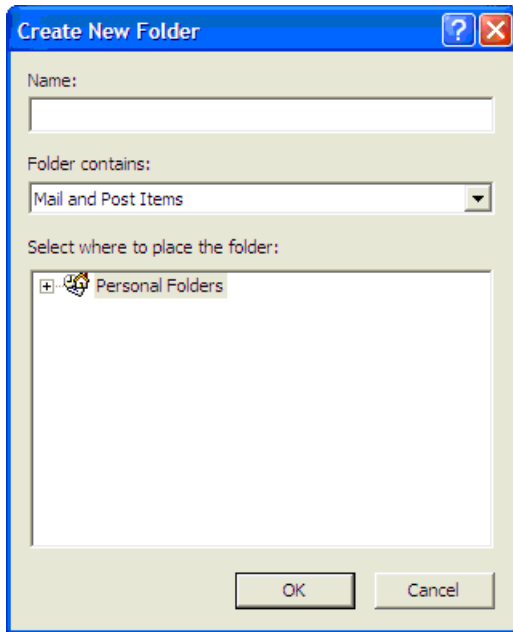 Create New Folder
Name:
Folder contains:
Mail and Post Items
Select where to place the folder:
Personal Folders
OK Cancel